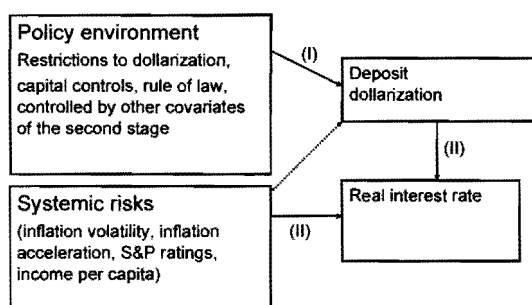 Policy environment
Restrictions to dollarization,
capital controls, rule of law,
controlled by other covariates
of the second stage
(I)
Deposit
dollarization
(II)
Systemic risks
(inflation volatility, inflation
acceleration, S&P ratings,
income per capita)
(II)
Real interest rate